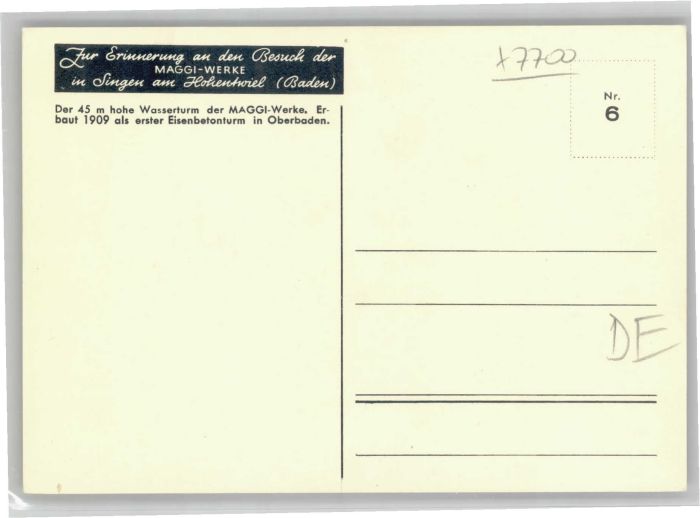 Zur Erinnerung an den Besuch der
MAGGI-WERKE
in Singen am Hohentwiel (Baden)
Der 45 m hohe Wasserturm der MAGGI-Werke. Er-
baut 1909 als erster Eisenbetonturm in Oberbaden.
x7700
Nr.
6
DE